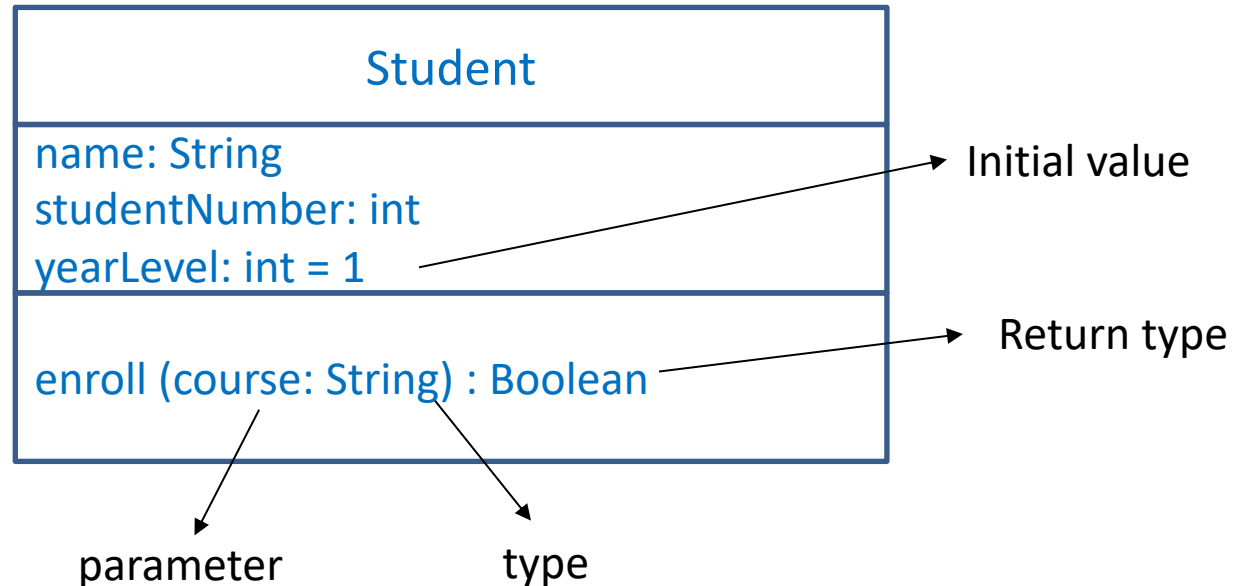 Student
name: String
studentNumber: int
yearLevel: int = 1
Initial value
enroll (course: String) : Boolean
Return type
parameter
type